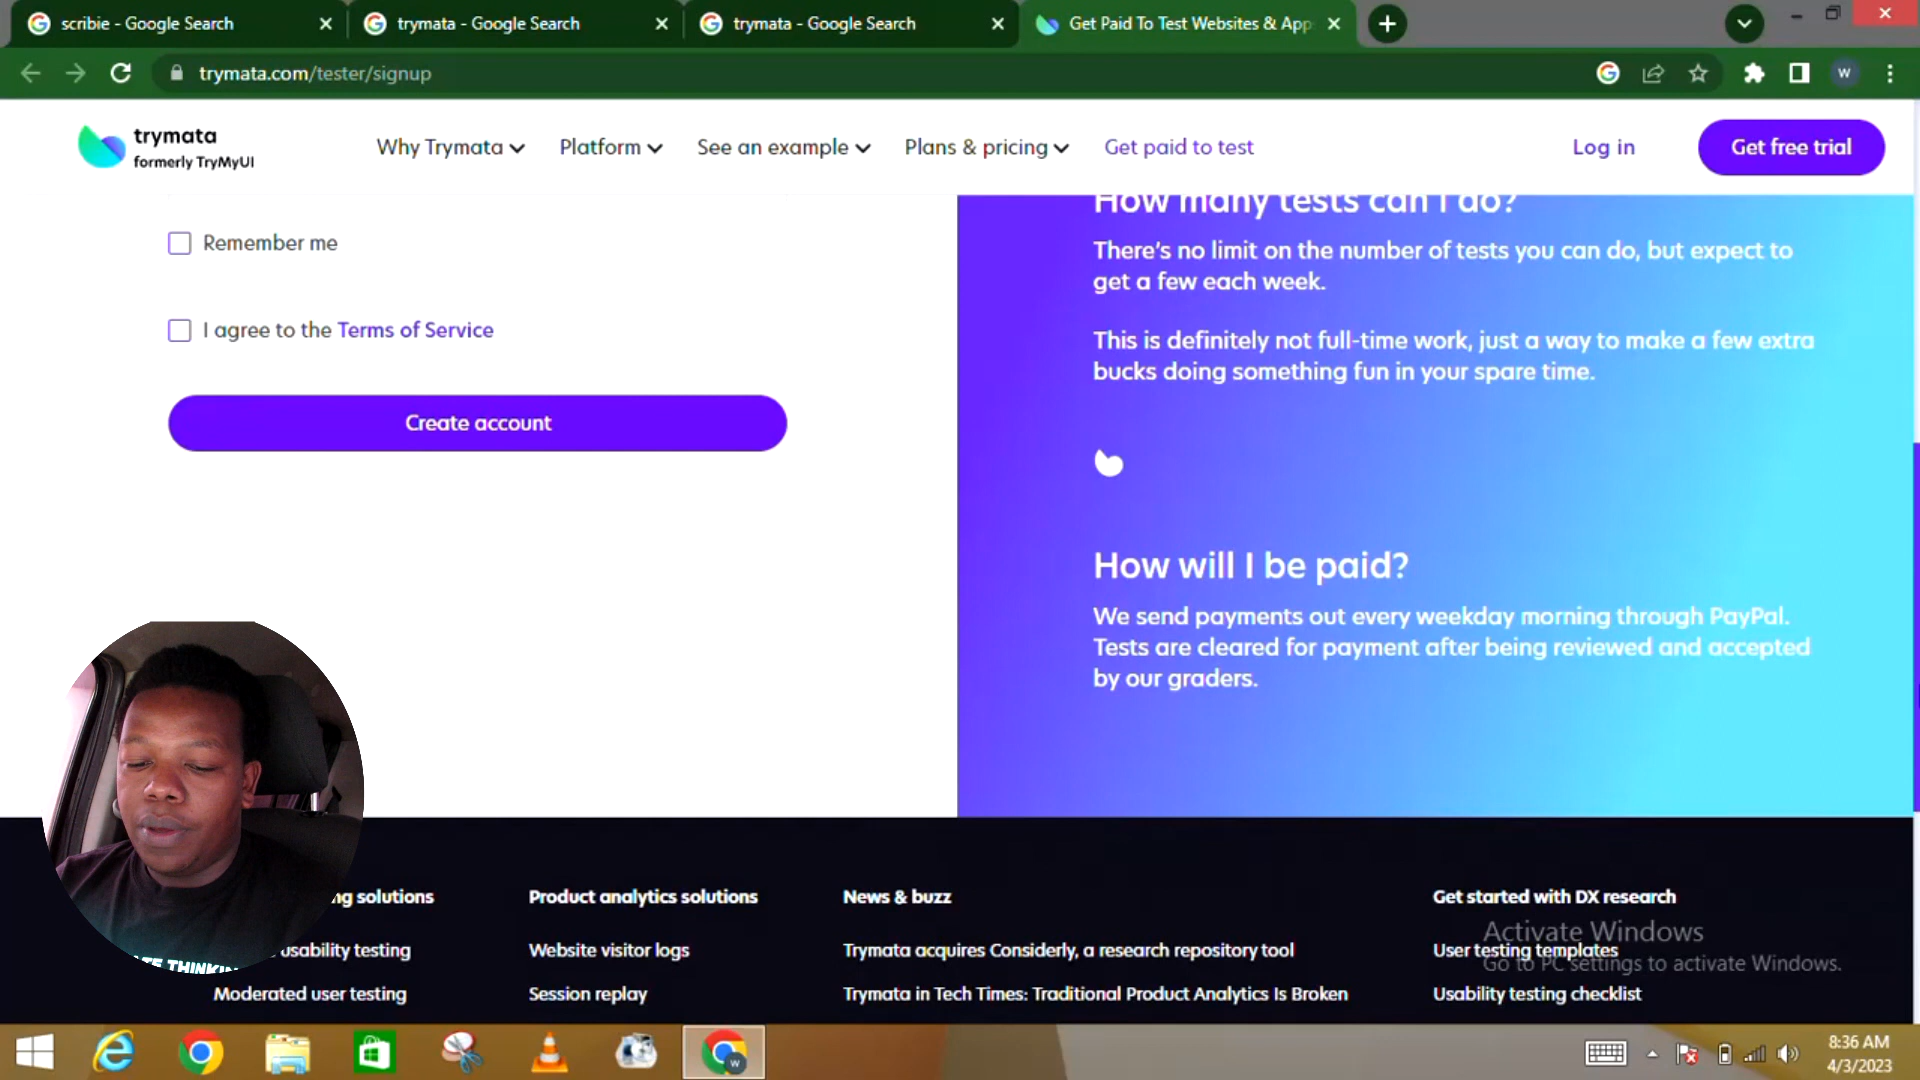 scribie - Google Search
trymata - Google Search
trymata - Google Search
Get Paid To Test Websites & App
trymata.com/tester/signup
W
trymata
formerly TryMyUI
Why Trymata
Platform
See an example
Plans & pricing
Get paid to test
Log in
Get free trial
Remember me
I agree to the Terms of Service
Create account
How many tests can I do?
There's no limit on the number of tests you can do, but expect to
get a few each week.
This is definitely not full-time work, just a way to make a few extra
bucks doing something fun in your spare time.
How will I be paid?
We send payments out every weekday morning through PayPal.
Tests are cleared for payment after being reviewed and accepted
by our graders.
solutions
usability testing
Moderated user testing
Product analytics solutions
Website visitor logs
Session replay
News & buzz
Trymata acquires Considerly, a research repository tool
Trymata in Tech Times: Traditional Product Analytics Is Broken
Get started with DX research
User testing templates
Usability testing checklist
Activate Windows
Go to PC settings to activate Windows.
8:36 AM
4/3/2023